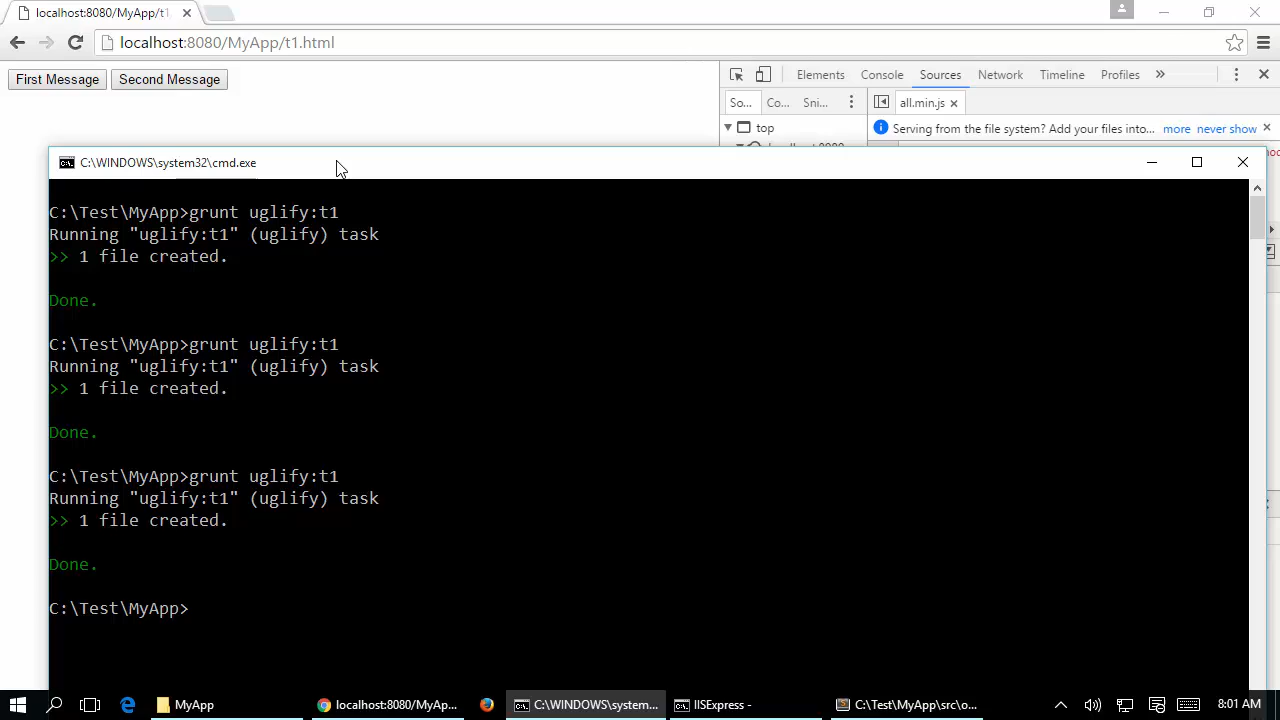 localhost:8080/MyApp/t1
localhost:8080/MyApp/t1.html
First Message Second Message
Elements Console Sources Network Timeline Profiles »
So... Co... Sni... all.min.js
top
Serving from the file system? Add your files into... more never show
C:\WINDOWS\system32\cmd.exe
C:\Test\MyApp>grunt uglify:t1
Running "uglify:t1" (uglify) task
>> 1 file created.
Done.
C:\Test\MyApp>grunt uglify:t1
Running "uglify:t1" (uglify) task
>> 1 file created.
Done.
C:\Test\MyApp>grunt uglify:t1
Running "uglify:t1" (uglify) task
>> 1 file created.
Done.
C:\Test\MyApp>
MyApp localhost:8080/MyAp... C:\WINDOWS\system... IISExpress - C:\Test\MyApp\src\o... 8:01 AM